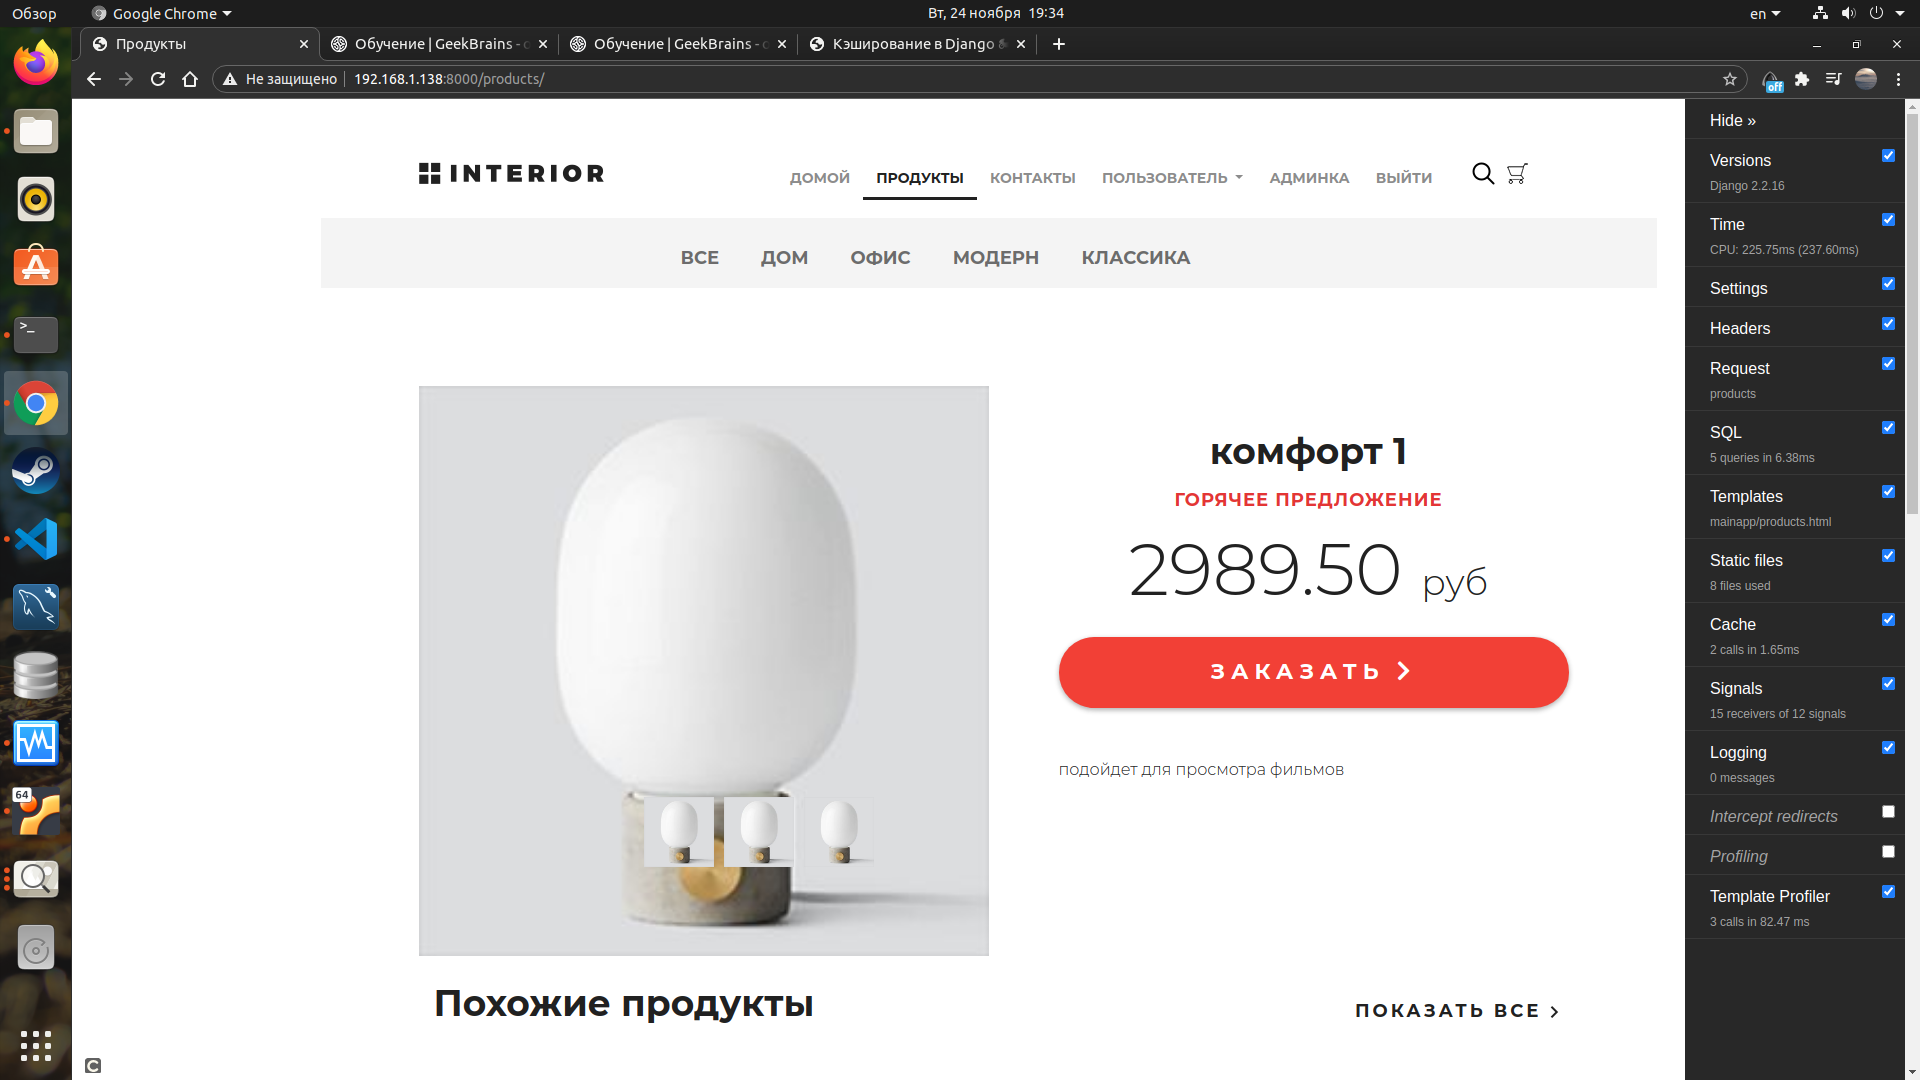 Обзор
Google Chrome
Вт, 24 ноября 19:34
en
Продукты
Обучение | GeekBrains -
Обучение | GeekBrains -
Кэширование в Django
Не защищено
192.168.1.138:8000/products/
off
64
>_
INTERIOR
ДОМОЙ
ПРОДУКТЫ
КОНТАКТЫ
ПОЛЬЗОВАТЕЛЬ
АДМИНКА
ВЫЙТИ
ВСЕ
ДОМ
ОФИС
МОДЕРН
КЛАССИКА
комфорт 1
ГОРЯЧЕЕ ПРЕДЛОЖЕНИЕ
2989.50 руб
ЗАКАЗАТЬ
подойдет для просмотра фильмов
Похожие продукты
ПОКАЗАТЬ ВСЕ
C
Hide »
Versions
Django 2.2.16
Time
CPU: 225.75ms (237.60ms)
Settings
Headers
Request
products
SQL
5 queries in 6.38ms
Templates
mainapp/products.html
Static files
8 files used
Cache
2 calls in 1.65ms
Signals
15 receivers of 12 signals
Logging
0 messages
Intercept redirects
Profiling
Template Profiler
3 calls in 82.47 ms